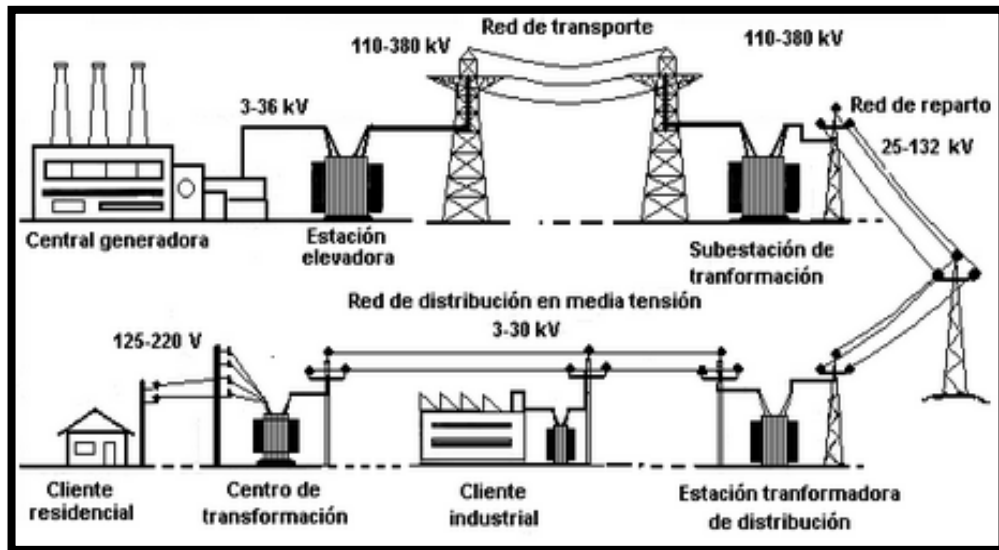 Red de transporte
110-380 kV
110-380 kV
3-36 kV
Red de reparto
25-132 kV
Central generadora
Estación
elevadora
Subestación de
tranformación
Red de distribución en media tensión
3-30 kV
125-220 V
Cliente
residencial
Centro de
transformación
Cliente
industrial
Estación tranformadora
de distribución